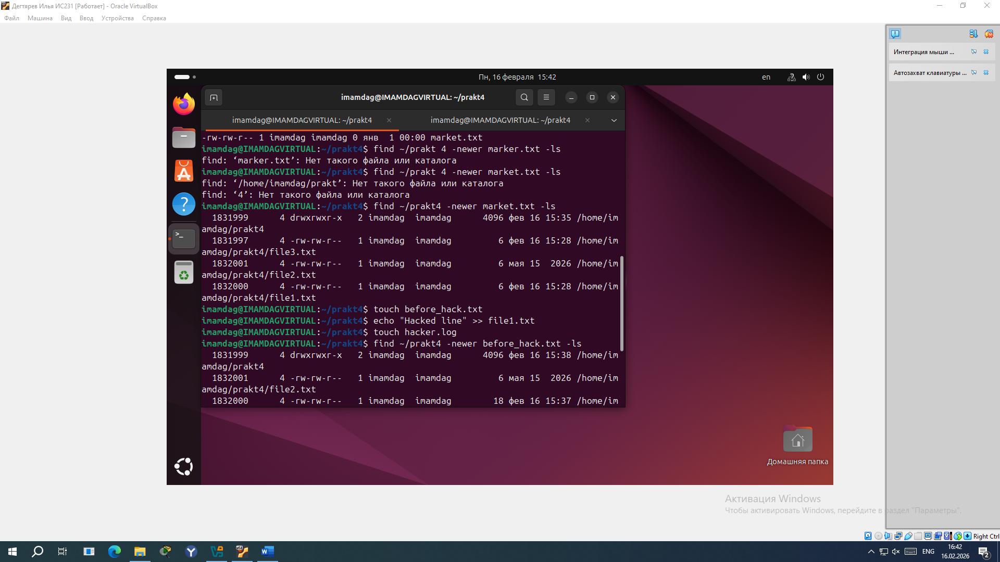 Дегтярев Илья ИС231 [Работает] - Oracle VirtualBox
Файл Машина Вид Ввод Устройства Справка
Интеграция мыши ...
Автозахват клавиатуры ...
Пн, 16 февраля 15:42
en
imamdag@IMAMDAGVIRTUAL: ~/prakt4
imamdag@IMAMDAGVIRTUAL: ~/prakt4
imamdag@IMAMDAGVIRTUAL: ~/prakt4
-rw-rw-r-- 1 imamdag imamdag 0 янв  1 00:00 market.txt
imamdag@IMAMDAGVIRTUAL:~/prakt4$ find ~/prakt 4 -newer marker.txt -ls
find: ‘marker.txt’: Нет такого файла или каталога
imamdag@IMAMDAGVIRTUAL:~/prakt4$ find ~/prakt 4 -newer market.txt -ls
find: ‘/home/imamdag/prakt’: Нет такого файла или каталога
find: ‘4’: Нет такого файла или каталога
imamdag@IMAMDAGVIRTUAL:~/prakt4$ find ~/prakt4 -newer market.txt -ls
  1831999      4 drwxrwxr-x   2 imamdag  imamdag      4096 фев 16 15:35 /home/im
amdag/prakt4
  1831997      4 -rw-rw-r--   1 imamdag  imamdag         6 фев 16 15:28 /home/im
amdag/prakt4/file3.txt
  1832001      4 -rw-rw-r--   1 imamdag  imamdag         6 мая 15  2026 /home/im
amdag/prakt4/file2.txt
  1832000      4 -rw-rw-r--   1 imamdag  imamdag         6 фев 16 15:28 /home/im
amdag/prakt4/file1.txt
imamdag@IMAMDAGVIRTUAL:~/prakt4$ touch before_hack.txt
imamdag@IMAMDAGVIRTUAL:~/prakt4$ echo "Hacked line" >> file1.txt
imamdag@IMAMDAGVIRTUAL:~/prakt4$ touch hacker.log
imamdag@IMAMDAGVIRTUAL:~/prakt4$ find ~/prakt4 -newer before_hack.txt -ls
  1831999      4 drwxrwxr-x   2 imamdag  imamdag      4096 фев 16 15:38 /home/im
amdag/prakt4
  1832001      4 -rw-rw-r--   1 imamdag  imamdag         6 мая 15  2026 /home/im
amdag/prakt4/file2.txt
  1832000      4 -rw-rw-r--   1 imamdag  imamdag        18 фев 16 15:37 /home/im
Домашняя папка
Активация Windows
Чтобы активировать Windows, перейдите в раздел "Параметры".
Right Ctrl
ENG
16:42
16.02.2026
2